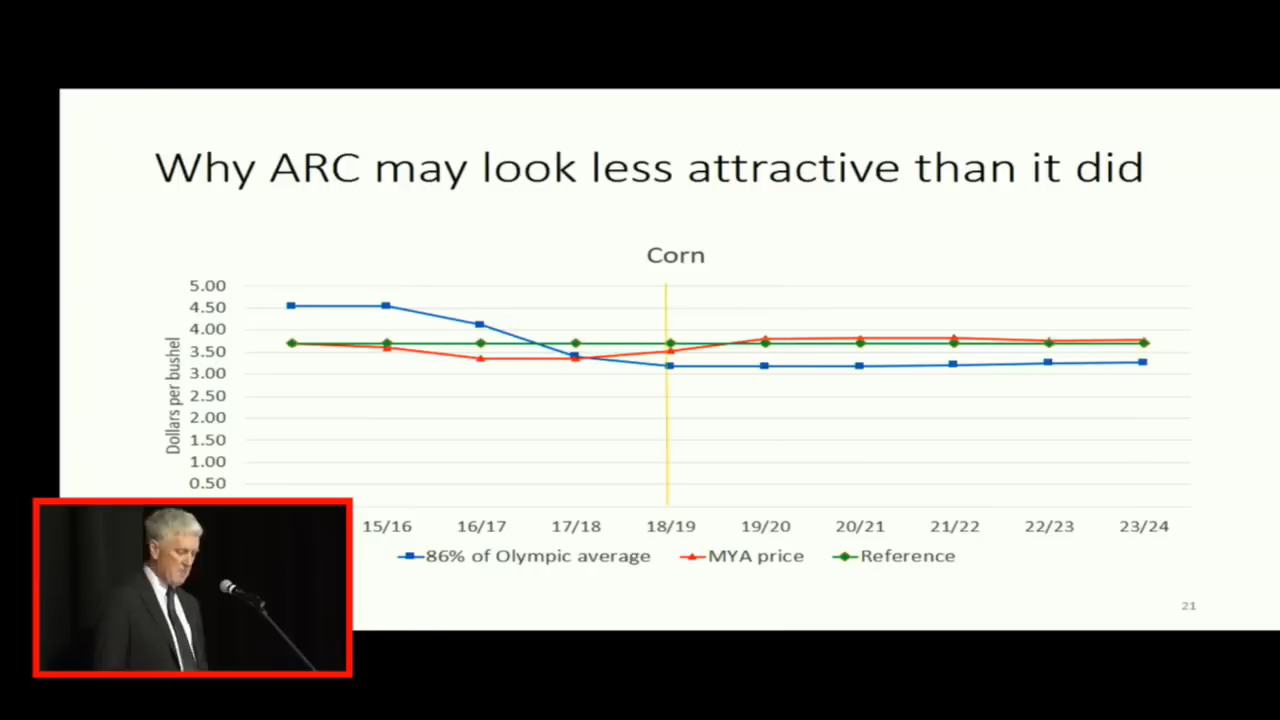 Why ARC may look less attractive than it did
Corn
Dollars per bushel
5.00
4.50
4.00
3.50
3.00
2.50
2.00
1.50
1.00
0.50
15/16 16/17 17/18 18/19 19/20 20/21 21/22 22/23 23/24
86% of Olympic average MYA price Reference
21